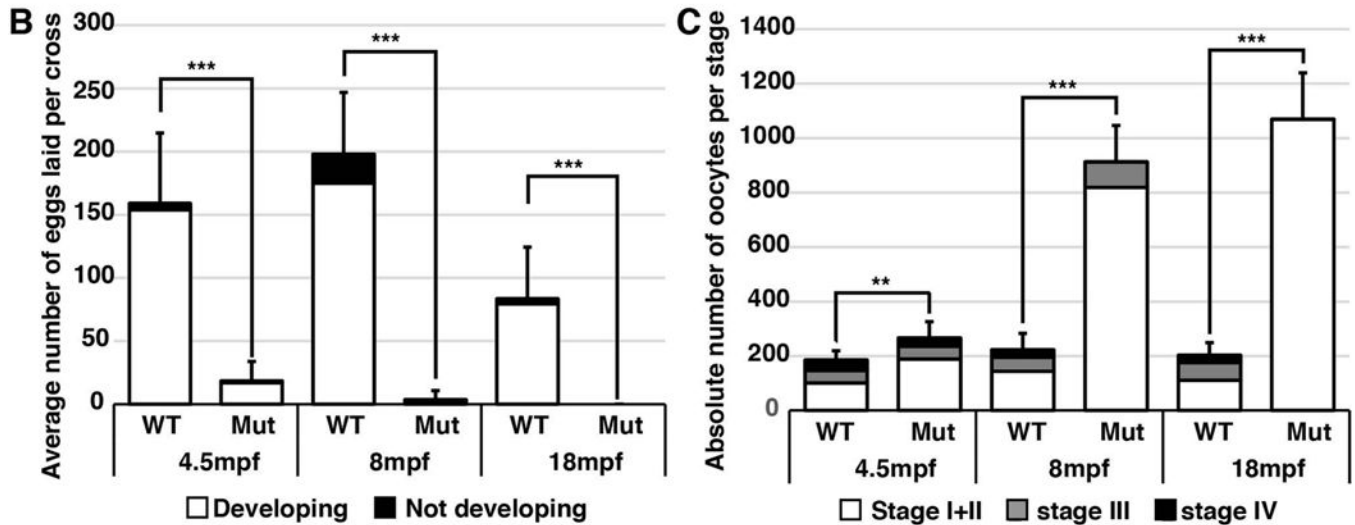 B
Average number of eggs laid per cross
300
250
200
150
100
50
0
***
***
***
WT Mut WT Mut WT Mut
4.5mpf 8mpf 18mpf
Developing Not developing
C
Absolute number of oocytes per stage
1400
1200
1000
800
600
400
200
0
**
***
***
WT Mut WT Mut WT Mut
4.5mpf 8mpf 18mpf
Stage I+II stage III stage IV